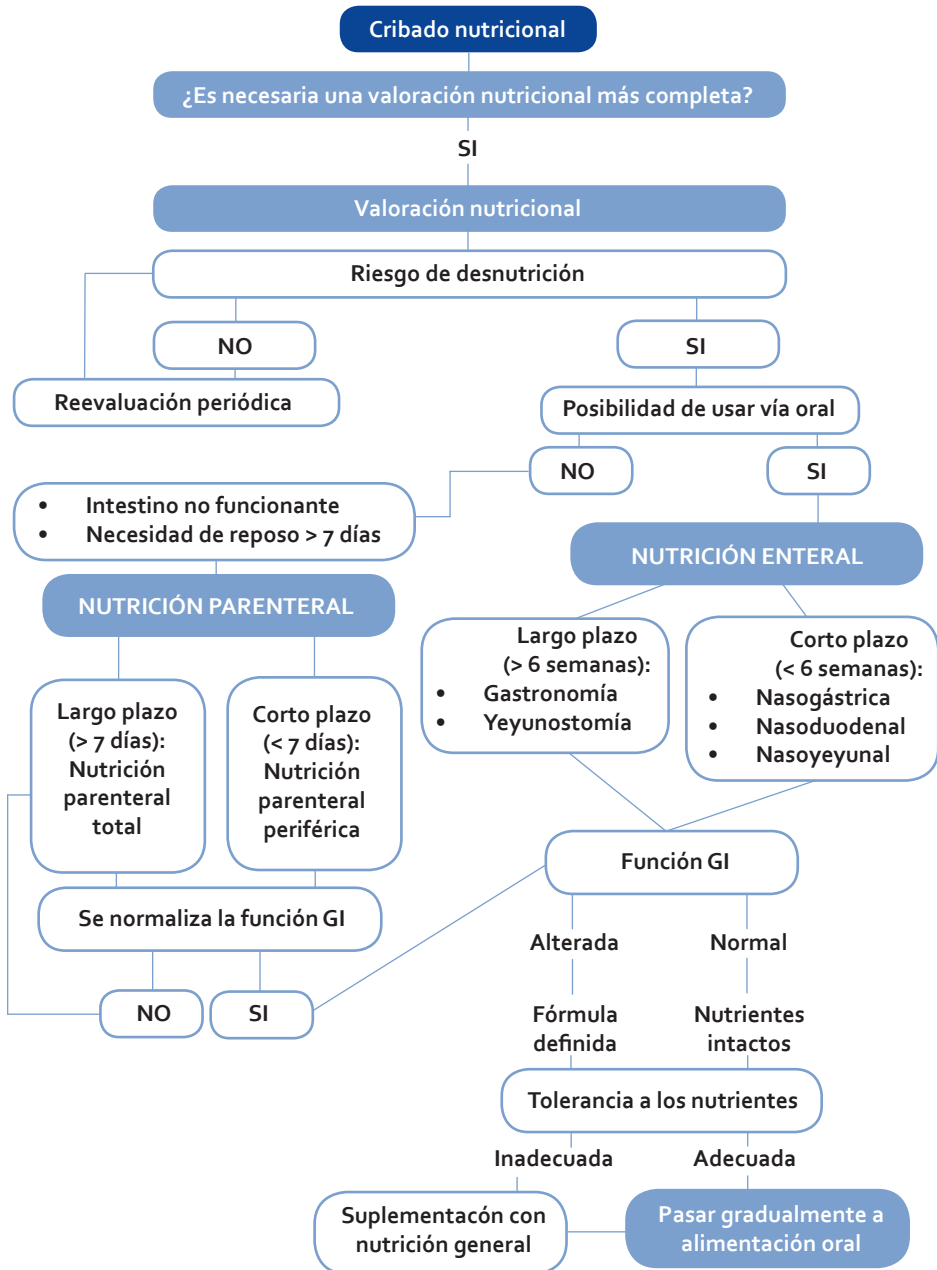 Cribado nutricional
¿Es necesaria una valoración nutricional más completa?
SI
Valoración nutricional
Riesgo de desnutrición
NO
SI
Reevaluación periódica
Posibilidad de usar vía oral
NO
SI
• Intestino no funcionante
• Necesidad de reposo > 7 días
NUTRICIÓN ENTERAL
NUTRICIÓN PARENTERAL
Largo plazo
(> 6 semanas):
• Gastronomía
• Yeyunostomía
Corto plazo
(< 6 semanas):
• Nasogástrica
• Nasoduodenal
• Nasoyeyunal
Largo plazo
(> 7 días):
Nutrición
parenteral
total
Corto plazo
(< 7 días):
Nutrición
parenteral
periférica
Función GI
Se normaliza la función GI
NO
SI
Alterada
Normal
Fórmula
definida
Nutrientes
intactos
Tolerancia a los nutrientes
Inadecuada
Adecuada
Suplementacón con
nutrición general
Pasar gradualmente a
alimentación oral